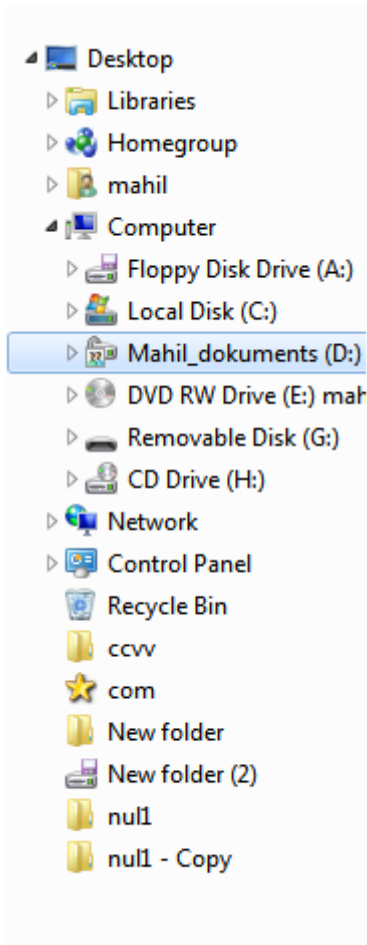 Desktop
Libraries
Homegroup
mahil
Computer
Floppy Disk Drive (A:)
Local Disk (C:)
Mahil_dokuments (D:)
DVD RW Drive (E:) mah
Removable Disk (G:)
CD Drive (H:)
Network
Control Panel
Recycle Bin
ccvv
com
New folder
New folder (2)
nul1
nul1 - Copy